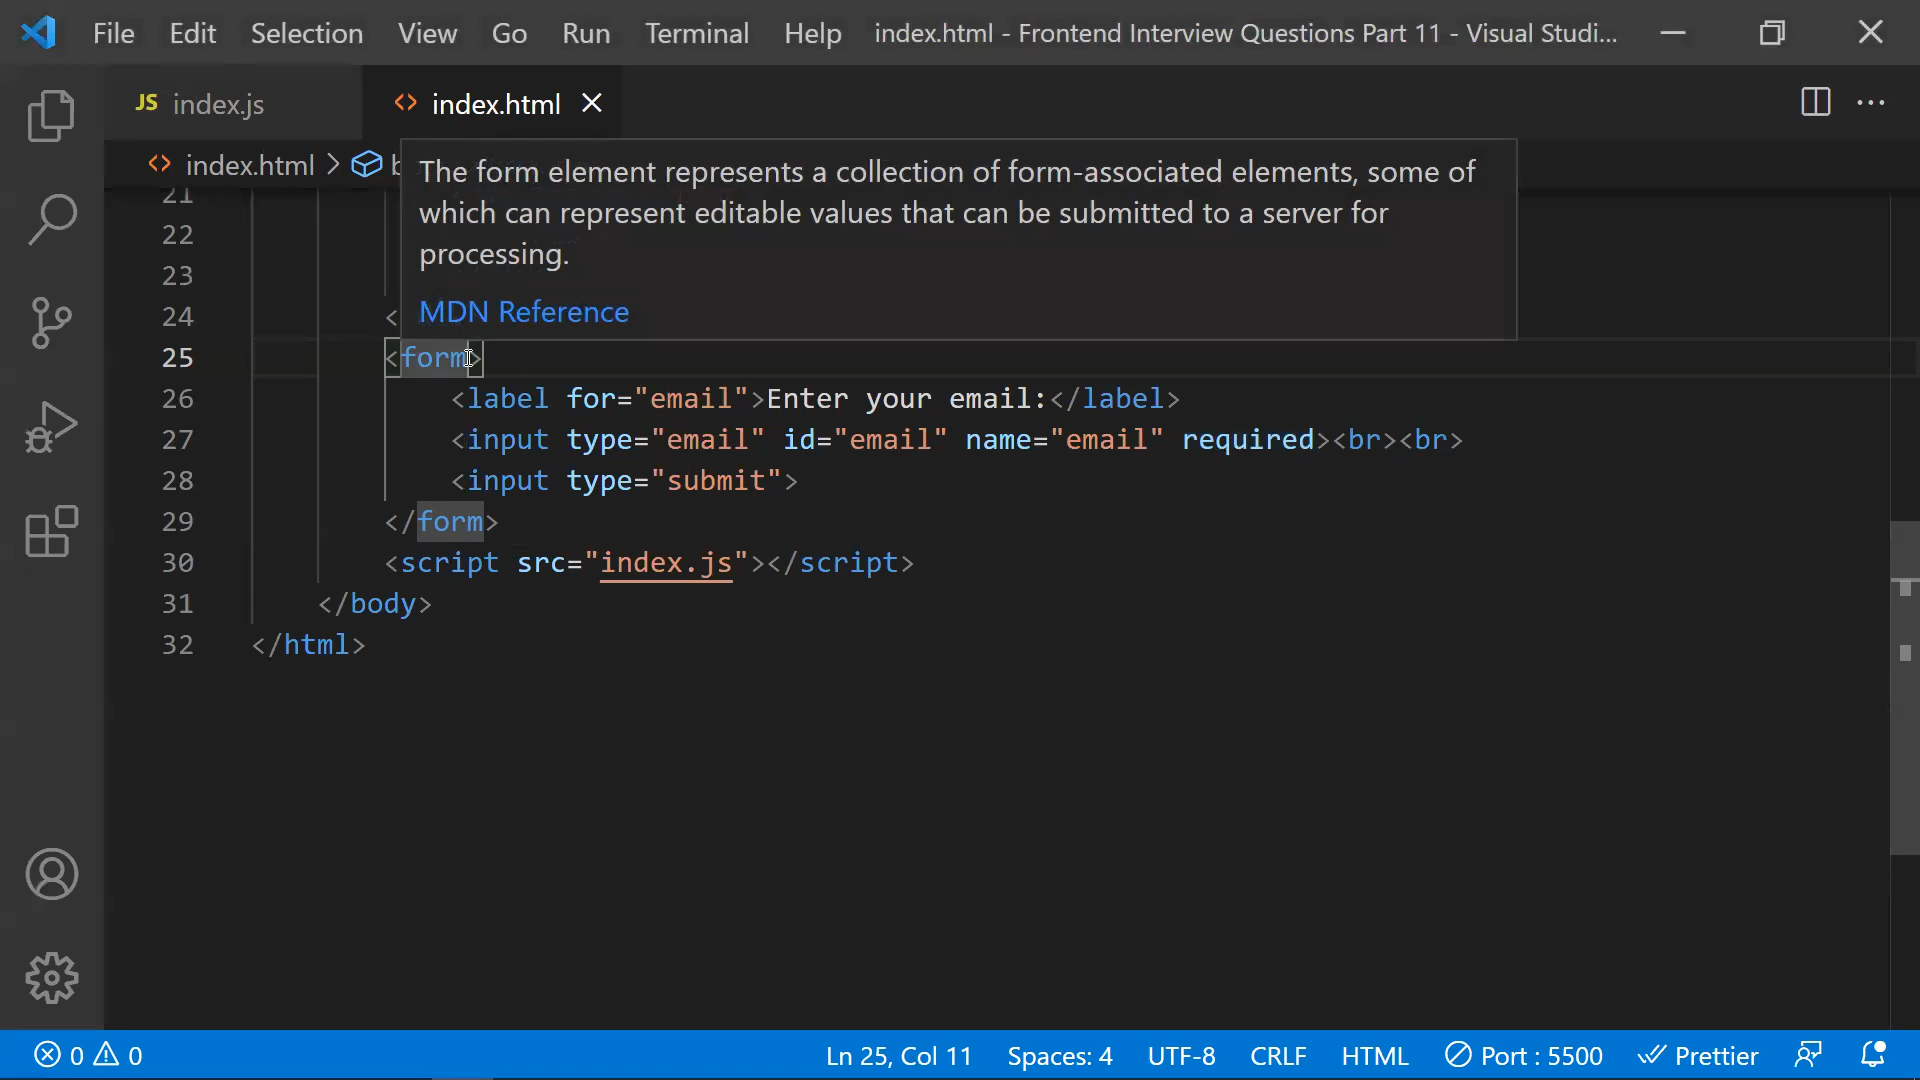 File Edit Selection View Go Run Terminal Help index.html - Frontend Interview Questions Part 11 - Visual Studi...
JS index.js
index.html
index.html
The form element represents a collection of form-associated elements, some of
which can represent editable values that can be submitted to a server for
processing.
MDN Reference
21
22
23
24 <
25 <form>
26 <label for="email">Enter your email:</label>
27 <input type="email" id="email" name="email" required><br><br>
28 <input type="submit">
29 </form>
30 <script src="index.js"></script>
31 </body>
32 </html>
0 0 Ln 25, Col 11 Spaces: 4 UTF-8 CRLF HTML Port : 5500 Prettier